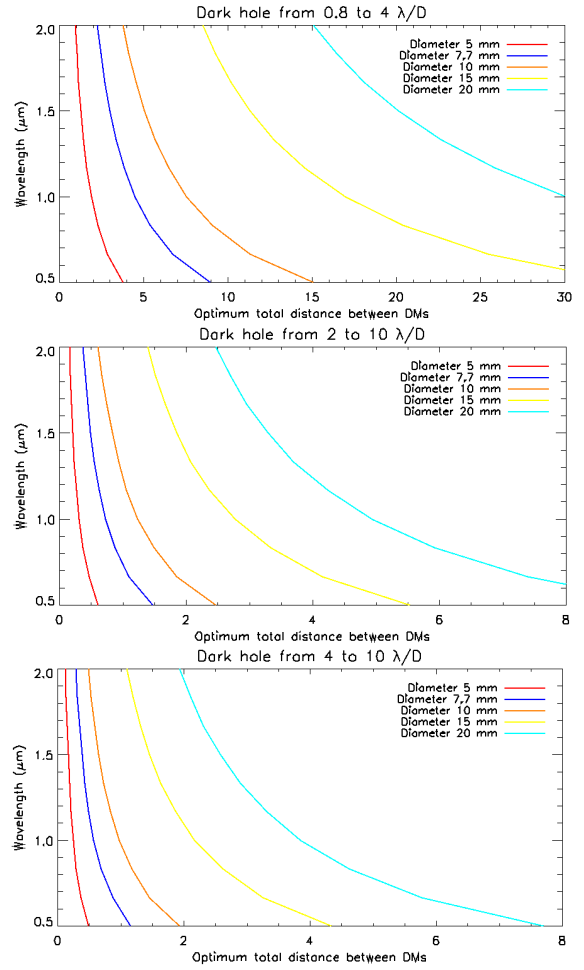 Dark hole from 0.8 to 4 λ/D
2.0
1.5
1.0
0.5
Wavelength (μm)
Diameter 5 mm
Diameter 7,7 mm
Diameter 10 mm
Diameter 15 mm
Diameter 20 mm
0 5 10 15 20 25 30
Optimum total distance between DMs
Dark hole from 2 to 10 λ/D
2.0
1.5
1.0
0.5
Wavelength (μm)
Diameter 5 mm
Diameter 7,7 mm
Diameter 10 mm
Diameter 15 mm
Diameter 20 mm
0 2 4 6 8
Optimum total distance between DMs
Dark hole from 4 to 10 λ/D
2.0
1.5
1.0
0.5
Wavelength (μm)
Diameter 5 mm
Diameter 7,7 mm
Diameter 10 mm
Diameter 15 mm
Diameter 20 mm
0 2 4 6 8
Optimum total distance between DMs